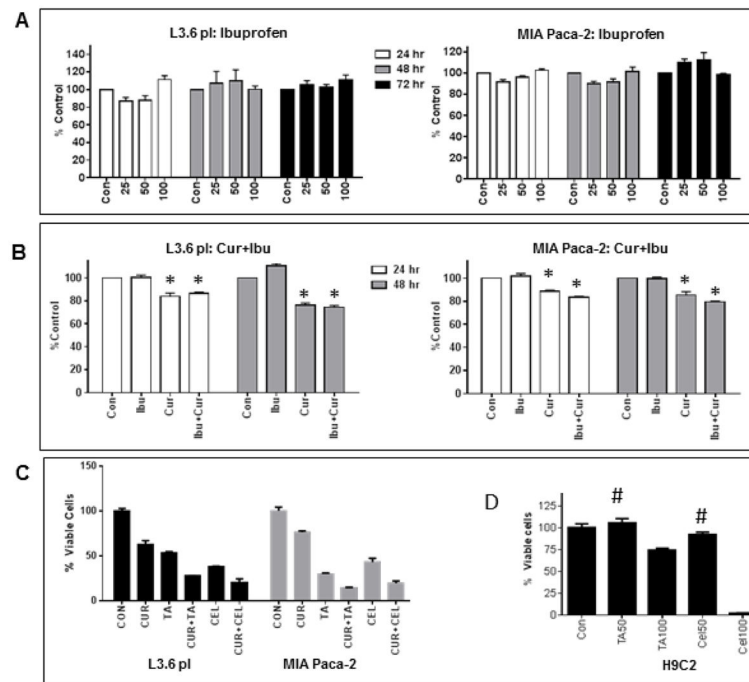 A
L3.6 pl: Ibuprofen
% Control
140
120
100
80
60
40
20
0
Con 25 50 100 Con 25 50 100 Con 25 50 100
24 hr
48 hr
72 hr
MIA Paca-2: Ibuprofen
% Control
140
120
100
80
60
40
20
0
Con 25 50 100 Con 25 50 100 Con 25 50 100
B
L3.6 pl: Cur+Ibu
%Control
100
80
60
40
20
0
* * * *
Con Ibu Cur Ibu+Cur Con Ibu Cur Ibu+Cur
24 hr
48 hr
MIA Paca-2: Cur+Ibu
%Control
100
80
60
40
20
0
* * * *
Con Ibu Cur Ibu+Cur Con Ibu Cur Ibu+Cur
C
% Viable Cells
150
100
50
0
CON CUR TA CUR+TA CEL CUR+CEL CON CUR TA CUR+TA CEL CUR+CEL
L3.6 pl MIA Paca-2
D
% Viable cells
125
100
75
50
25
0
# #
Con TA50 TA100 Cel50 Cel100
H9C2